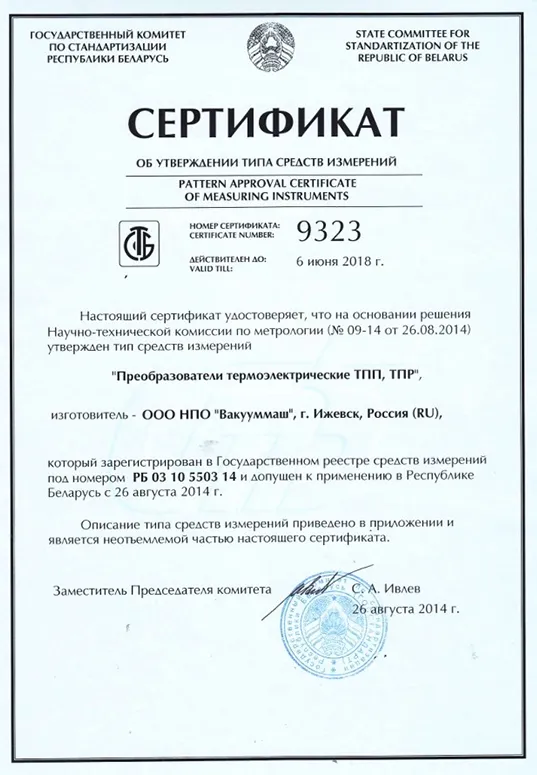 ГОСУДАРСТВЕННЫЙ КОМИТЕТ
ПО СТАНДАРТИЗАЦИИ
РЕСПУБЛИКИ БЕЛАРУСЬ
STATE COMMITTEE FOR
STANDARTIZATION OF THE
REPUBLIC OF BELARUS
СЕРТИФИКАТ
ОБ УТВЕРЖДЕНИИ ТИПА СРЕДСТВ ИЗМЕРЕНИЙ
PATTERN APPROVAL CERTIFICATE
OF MEASURING INSTRUMENTS
СТБ
НОМЕР СЕРТИФИКАТА:
CERTIFICATE NUMBER:
9323
ДЕЙСТВИТЕЛЕН ДО:
VALID TILL:
6 июня 2018 г.
Настоящий сертификат удостоверяет, что на основании решения
Научно-технической комиссии по метрологии (№ 09-14 от 26.08.2014)
утвержден тип средств измерений
"Преобразователи термоэлектрические ТПП, ТПР",
изготовитель - ООО НПО "Вакууммаш", г. Ижевск, Россия (RU),
который зарегистрирован в Государственном реестре средств измерений
под номером РБ 03 10 5503 14 и допущен к применению в Республике
Беларусь с 26 августа 2014 г.
Описание типа средств измерений приведено в приложении и
является неотъемлемой частью настоящего сертификата.
Заместитель Председателя комитета
С. А. Ивлев
26 августа 2014 г.